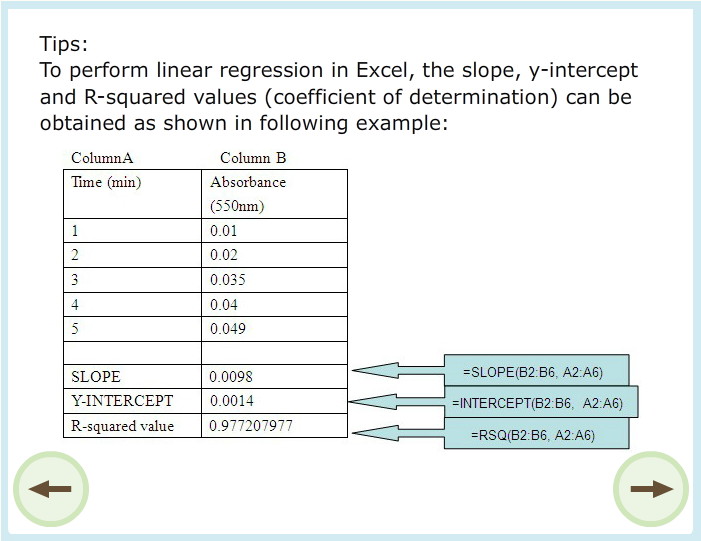 Tips:
To perform linear regression in Excel, the slope, y-intercept
and R-squared values (coefficient of determination) can be
obtained as shown in following example:
ColumnA Column B
Time (min) Absorbance
(550nm)
1 0.01
2 0.02
3 0.035
4 0.04
5 0.049
SLOPE 0.0098
=SLOPE(B2:B6, A2:A6)
Y-INTERCEPT 0.0014
=INTERCEPT(B2:B6, A2:A6)
R-squared value 0.977207977
=RSQ(B2:B6, A2:A6)